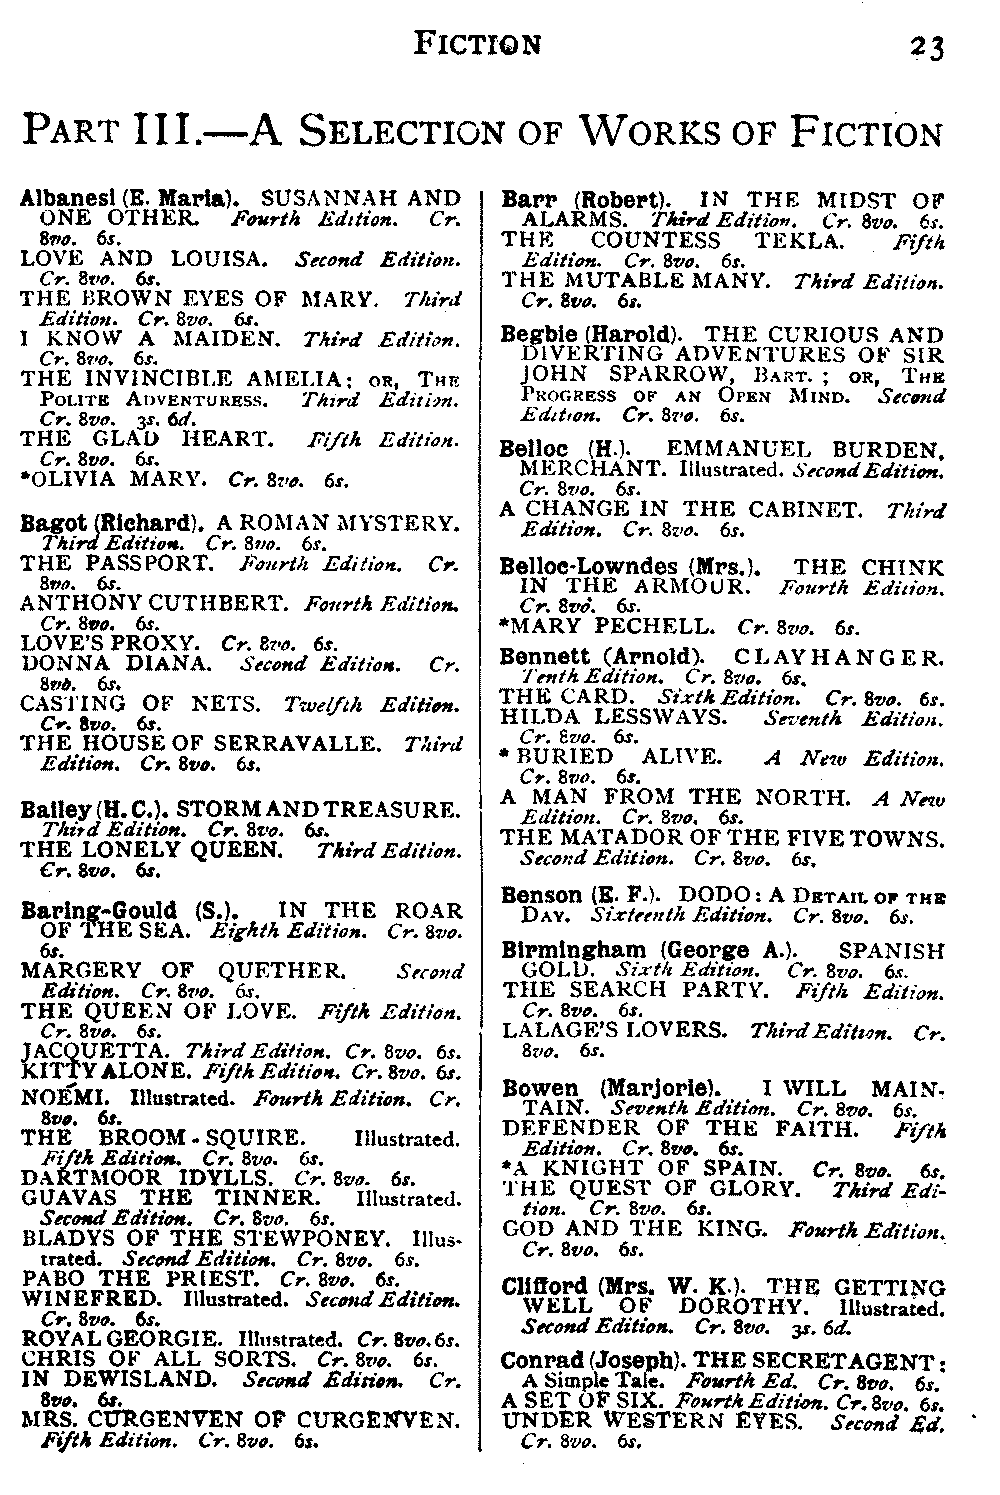 FICTION 23
PART III.—A SELECTION OF WORKS OF FICTION
Albanesi (E. Maria). SUSANNAH AND
ONE OTHER. Fourth Edition. Cr.
8vo. 6s.
LOVE AND LOUISA. Second Edition.
Cr. 8vo. 6s.
THE BROWN EYES OF MARY. Third
Edition. Cr. 8vo. 6s.
I KNOW A MAIDEN. Third Edition.
Cr. 8vo. 6s.
THE INVINCIBLE AMELIA; OR, THE
POLITE ADVENTURESS. Third Edition.
Cr. 8vo. 3s. 6d.
THE GLAD HEART. Fifth Edition.
Cr. 8vo. 6s.
*OLIVIA MARY. Cr. 8vo. 6s.
Bagot (Richard). A ROMAN MYSTERY.
Third Edition. Cr. 8vo. 6s.
THE PASSPORT. Fourth Edition. Cr.
8vo. 6s.
ANTHONY CUTHBERT. Fourth Edition.
Cr. 8vo. 6s.
LOVE'S PROXY. Cr. 8vo. 6s.
DONNA DIANA. Second Edition. Cr.
8vo. 6s.
CASTING OF NETS. Twelfth Edition.
Cr. 8vo. 6s.
THE HOUSE OF SERRAVALLE. Third
Edition. Cr. 8vo. 6s.
Bailey (H. C.). STORM AND TREASURE.
Third Edition. Cr. 8vo. 6s.
THE LONELY QUEEN. Third Edition.
Cr. 8vo. 6s.
Baring-Gould (S.). IN THE ROAR
OF THE SEA. Eighth Edition. Cr. 8vo.
6s.
MARGERY OF QUETHER. Second
Edition. Cr. 8vo. 6s.
THE QUEEN OF LOVE. Fifth Edition.
Cr. 8vo. 6s.
JACQUETTA. Third Edition. Cr. 8vo. 6s.
KITTY ALONE. Fifth Edition. Cr. 8vo. 6s.
NOÉMI. Illustrated. Fourth Edition. Cr.
8vo. 6s.
THE BROOM-SQUIRE. Illustrated.
Fifth Edition. Cr. 8vo. 6s.
DARTMOOR IDYLLS. Cr. 8vo. 6s.
GUAVAS THE TINNER. Illustrated.
Second Edition. Cr. 8vo. 6s.
BLADYS OF THE STEWPONEY. Illus-
trated. Second Edition. Cr. 8vo. 6s.
PABO THE PRIEST. Cr. 8vo. 6s.
WINEFRED. Illustrated. Second Edition.
Cr. 8vo. 6s.
ROYAL GEORGIE. Illustrated. Cr. 8vo. 6s.
CHRIS OF ALL SORTS. Cr. 8vo. 6s.
IN DEWISLAND. Second Edition. Cr.
8vo. 6s.
MRS. CURGENVEN OF CURGENVEN.
Fifth Edition. Cr. 8vo. 6s.
Barr (Robert). IN THE MIDST OF
ALARMS. Third Edition. Cr. 8vo. 6s.
THE COUNTESS TEKLA. Fifth
Edition. Cr. 8vo. 6s.
THE MUTABLE MANY. Third Edition.
Cr. 8vo. 6s.
Begbie (Harold). THE CURIOUS AND
DIVERTING ADVENTURES OF SIR
JOHN SPARROW, BART. ; OR, THE
PROGRESS OF AN OPEN MIND. Second
Edition. Cr. 8vo. 6s.
Belloc (H.). EMMANUEL BURDEN,
MERCHANT. Illustrated. Second Edition.
Cr. 8vo. 6s.
A CHANGE IN THE CABINET. Third
Edition. Cr. 8vo. 6s.
Belloc-Lowndes (Mrs.). THE CHINK
IN THE ARMOUR. Fourth Edition.
Cr. 8vo. 6s.
*MARY PECHELL. Cr. 8vo. 6s.
Bennett (Arnold). CLAYHANGER.
Tenth Edition. Cr. 8vo. 6s.
THE CARD. Sixth Edition. Cr. 8vo. 6s.
HILDA LESSWAYS. Seventh Edition.
Cr. 8vo. 6s.
*BURIED ALIVE. A New Edition.
Cr. 8vo. 6s.
A MAN FROM THE NORTH. A New
Edition. Cr. 8vo. 6s.
THE MATADOR OF THE FIVE TOWNS.
Second Edition. Cr. 8vo. 6s.
Benson (E. F.). DODO: A DETAIL OF THE
DAY. Sixteenth Edition. Cr. 8vo. 6s.
Birmingham (George A.). SPANISH
GOLD. Sixth Edition. Cr. 8vo. 6s.
THE SEARCH PARTY. Fifth Edition.
Cr. 8vo. 6s.
LALAGE'S LOVERS. Third Edition. Cr.
8vo. 6s.
Bowen (Marjorie). I WILL MAIN-
TAIN. Seventh Edition. Cr. 8vo. 6s.
DEFENDER OF THE FAITH. Fifth
Edition. Cr. 8vo. 6s.
*A KNIGHT OF SPAIN. Cr. 8vo. 6s.
THE QUEST OF GLORY. Third Edi-
tion. Cr. 8vo. 6s.
GOD AND THE KING. Fourth Edition.
Cr. 8vo. 6s.
Clifford (Mrs. W. K.). THE GETTING
WELL OF DOROTHY. Illustrated.
Second Edition. Cr. 8vo. 3s. 6d.
Conrad (Joseph). THE SECRET AGENT:
A Simple Tale. Fourth Ed. Cr. 8vo. 6s.
A SET OF SIX. Fourth Edition. Cr. 8vo. 6s.
UNDER WESTERN EYES. Second Ed.
Cr. 8vo. 6s.